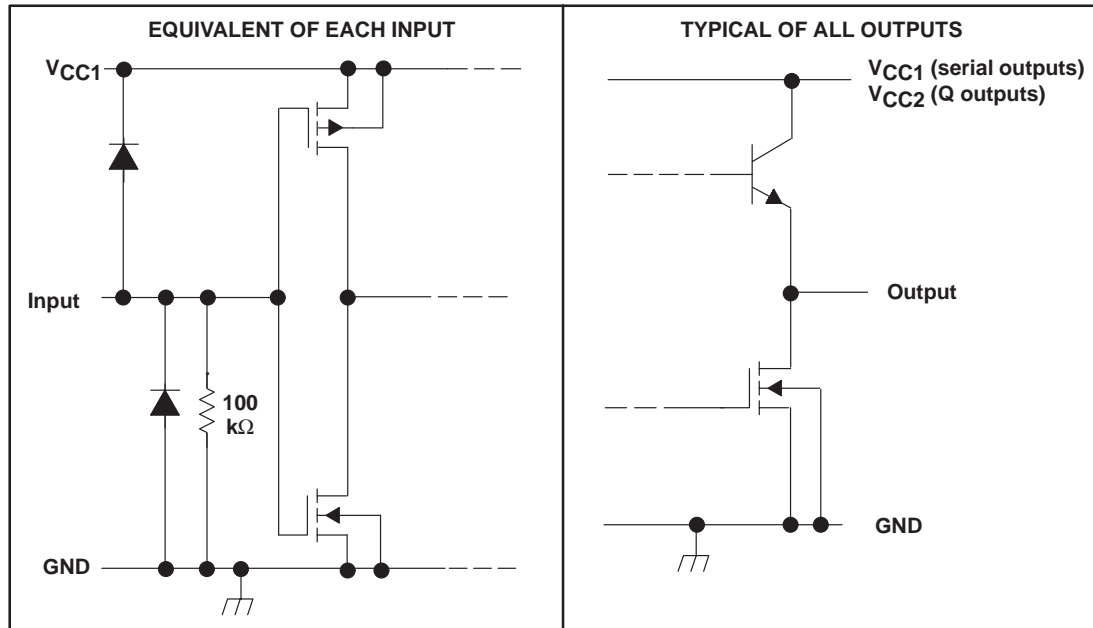 EQUIVALENT OF EACH INPUT
VCC1
Input
100
kΩ
GND
TYPICAL OF ALL OUTPUTS
VCC1 (serial outputs)
VCC2 (Q outputs)
Output
GND